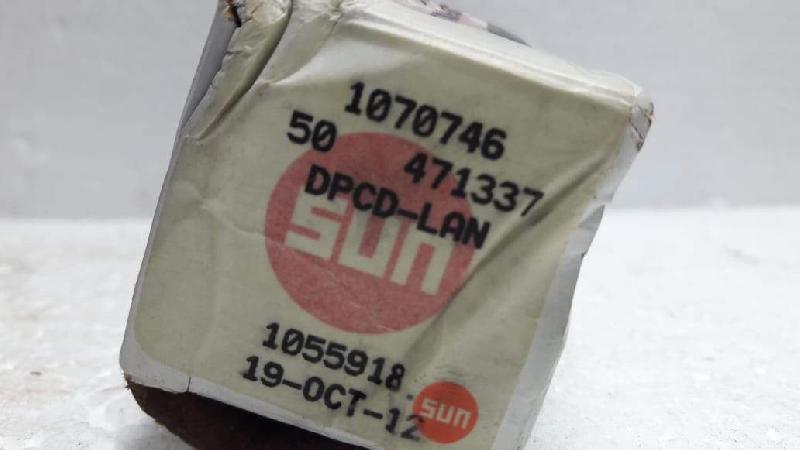 1070746
50 471337
DPCD-LAN
sun
1055918
19-OCT-12
sun